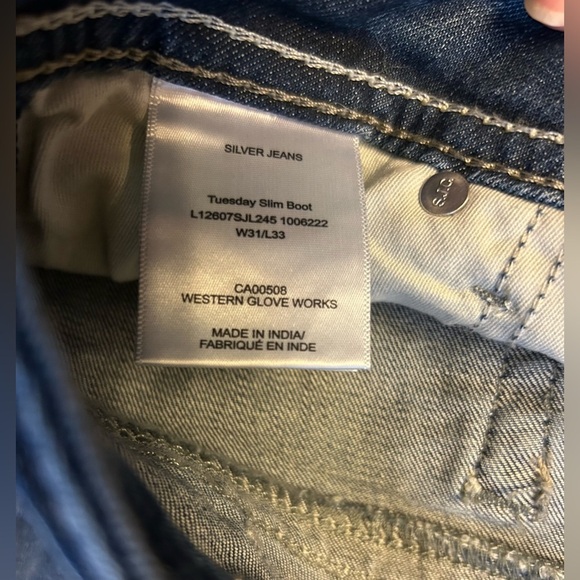 SILVER JEANS
Tuesday Slim Boot
L12607SJL245 1006222
W31/L33
CA00508
WESTERN GLOVE WORKS
MADE IN INDIA/
FABRIQUÉ EN INDE
SJC